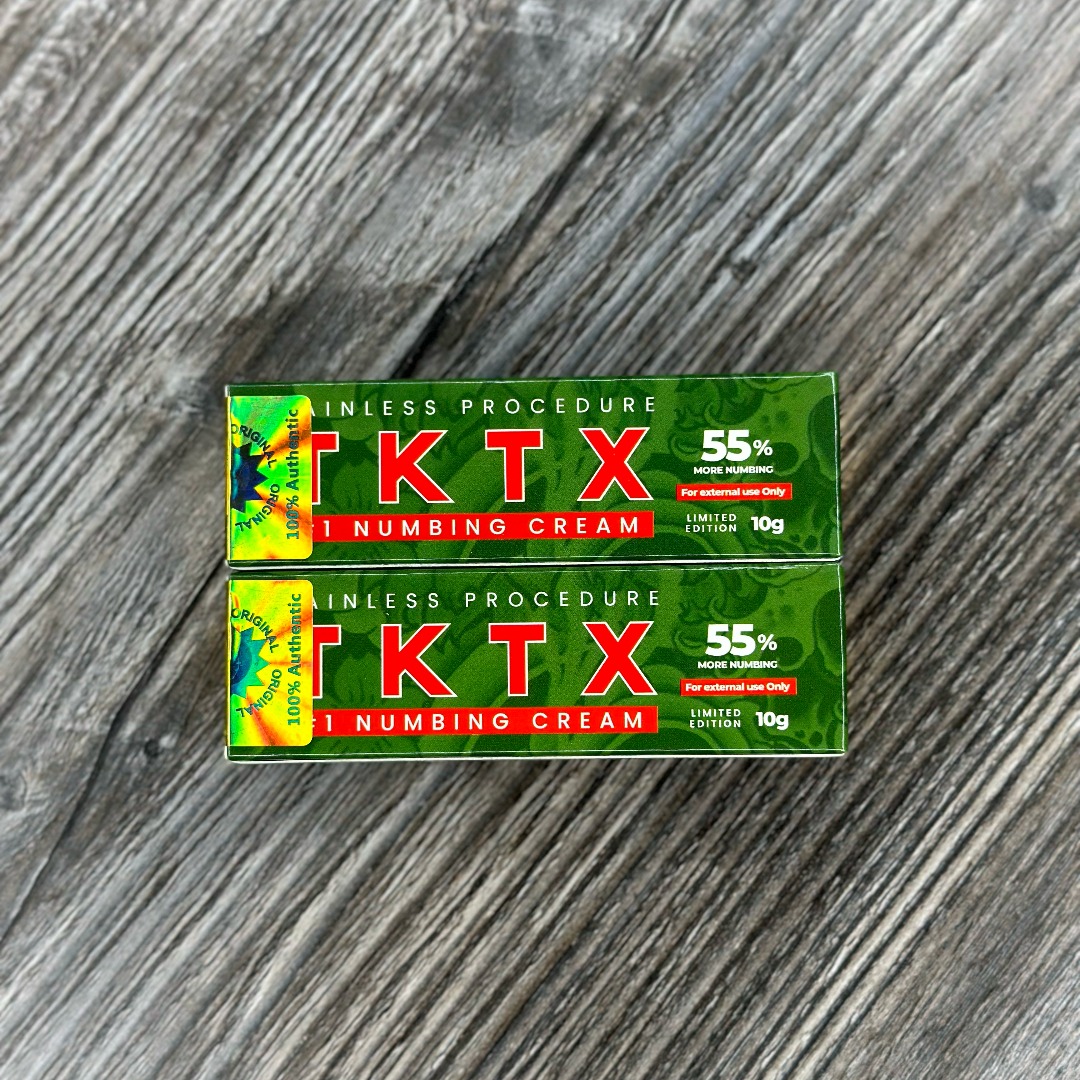 AINLESS PROCEDURE
TKTX
1 NUMBING CREAM
55%
MORE NUMBING
For external use Only
LIMITED
EDITION
10g
ORIGINAL
ORIGINAL
100% Authentic
AINLESS PROCEDURE
TKTX
1 NUMBING CREAM
55%
MORE NUMBING
For external use Only
LIMITED
EDITION
10g
ORIGINAL
ORIGINAL
100% Authentic